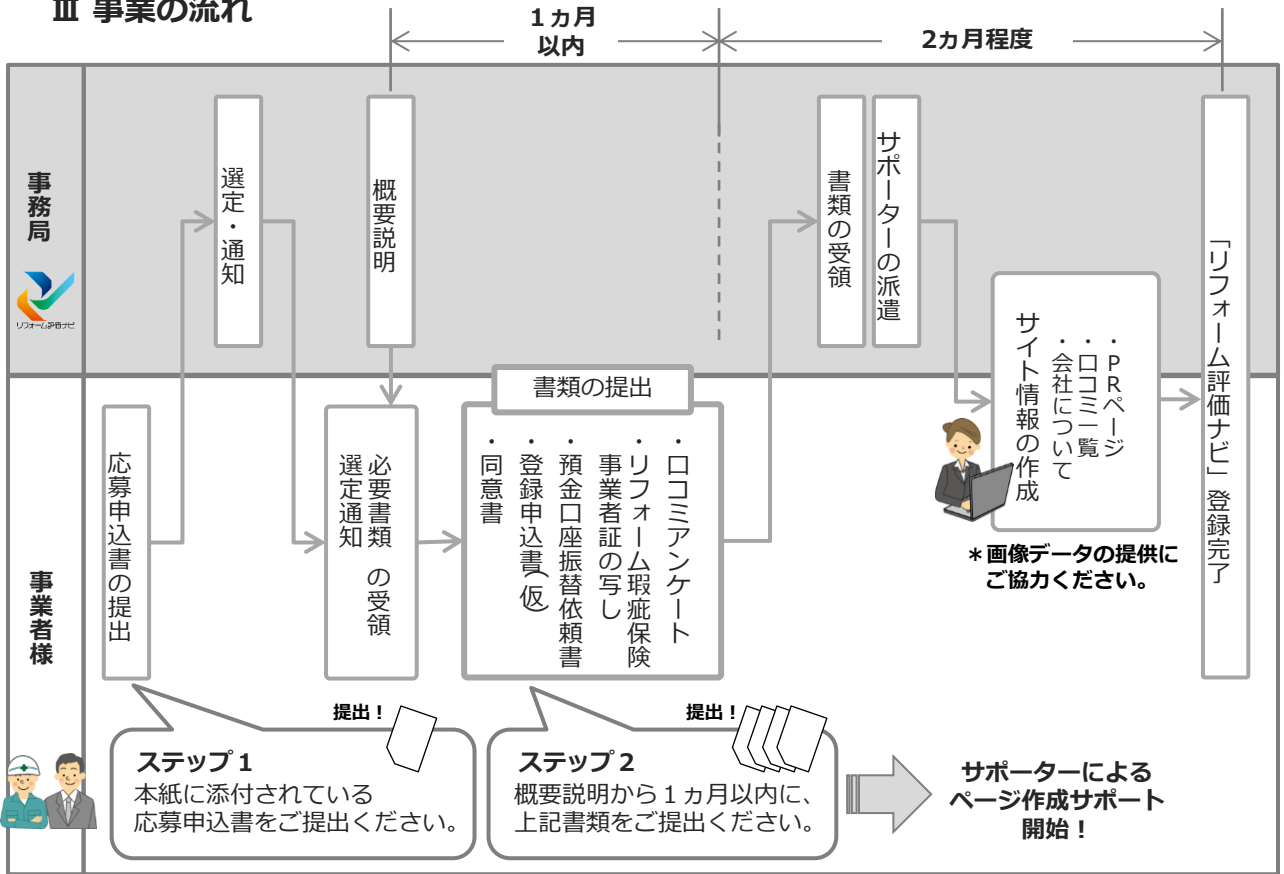 Ⅲ 事業の流れ
１ヵ月
以内
2ヵ月程度
事務局
リフォーム評価ナビ
選定・通知
概要説明
書類の受領
サポーターの派遣
サイト情報の作成
・ＰＲページ
・口コミ一覧
・会社について
「リフォーム評価ナビ」登録完了
＊画像データの提供に
ご協力ください。
事業者様
応募申込書の提出
必要書類 の受領
選定通知
書類の提出
・口コミアンケート
・リフォーム瑕疵保険
事業者証の写し
・預金口座振替依頼書
・登録申込書(仮)
・同意書
提出！
ステップ１
本紙に添付されている
応募申込書をご提出ください。
提出！
ステップ２
概要説明から１ヵ月以内に、
上記書類をご提出ください。
サポーターによる
ページ作成サポート
開始！